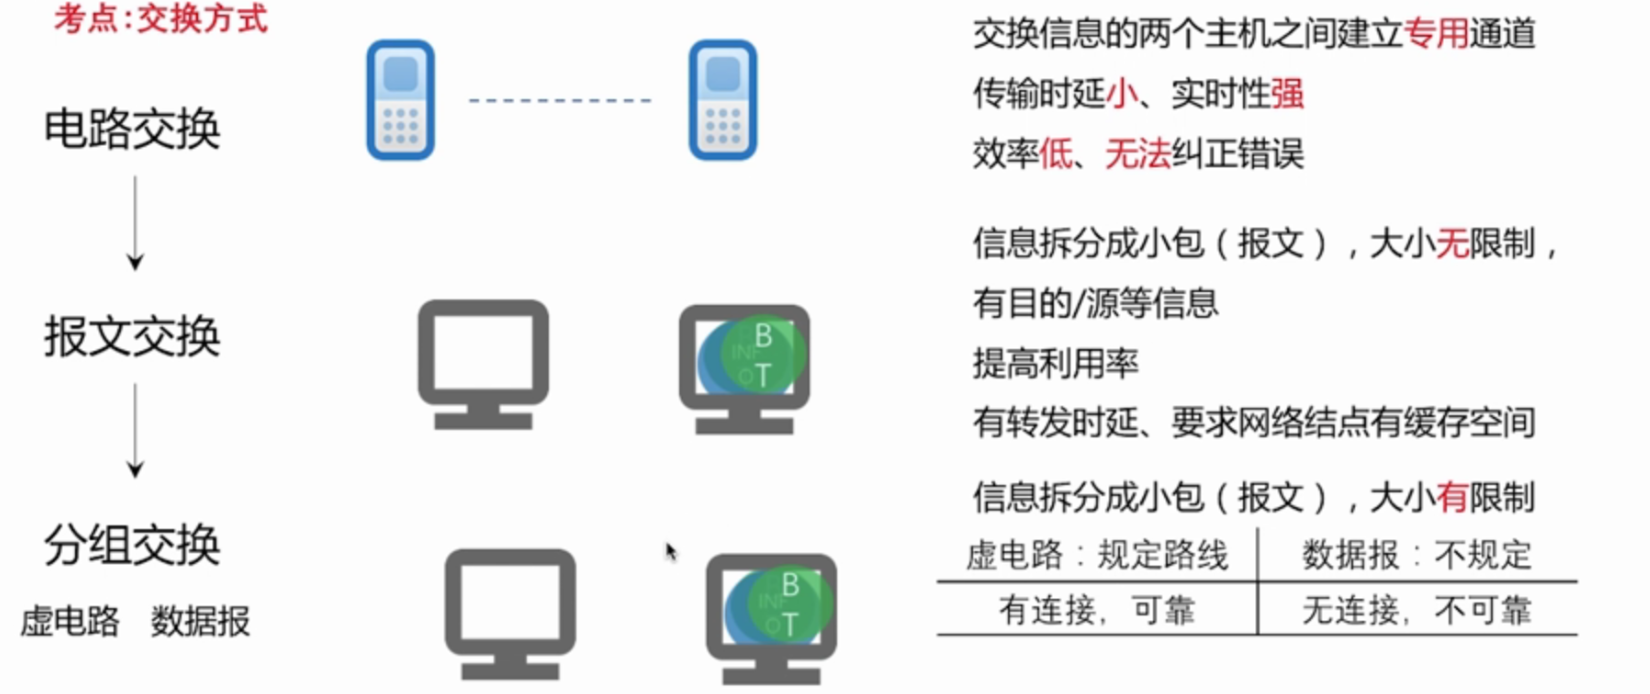 考点:交换方式
电路交换
交换信息的两个主机之间建立专用通道
传输时延小、实时性强
效率低、无法纠正错误
报文交换
B
T
信息拆分成小包（报文），大小无限制，
有目的/源等信息
提高利用率
有转发时延、要求网络结点有缓存空间
分组交换
虚电路 数据报
B
T
信息拆分成小包（报文），大小有限制
虚电路：规定路线 数据报：不规定
有连接，可靠 无连接，不可靠